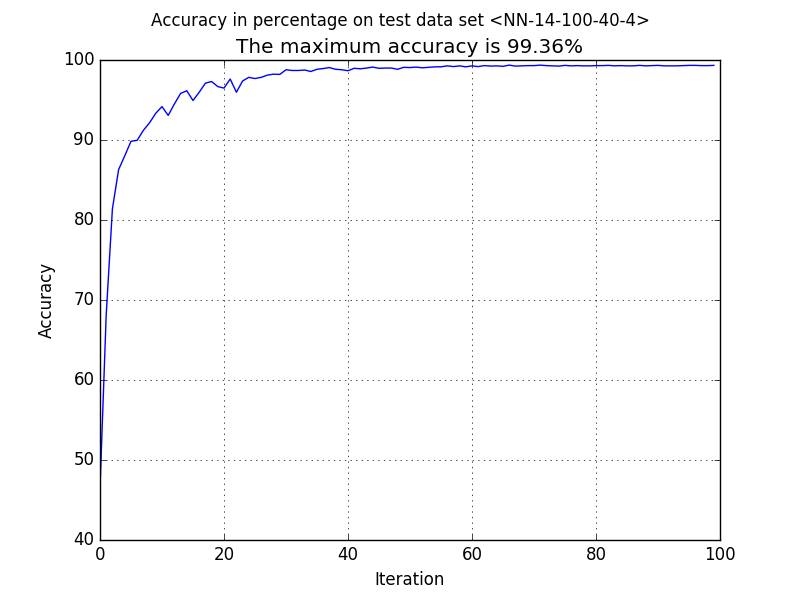 Accuracy in percentage on test data set <NN-14-100-40-4>
The maximum accuracy is 99.36%
100
90
80
70
60
50
40
Accuracy
0 20 40 60 80 100
Iteration